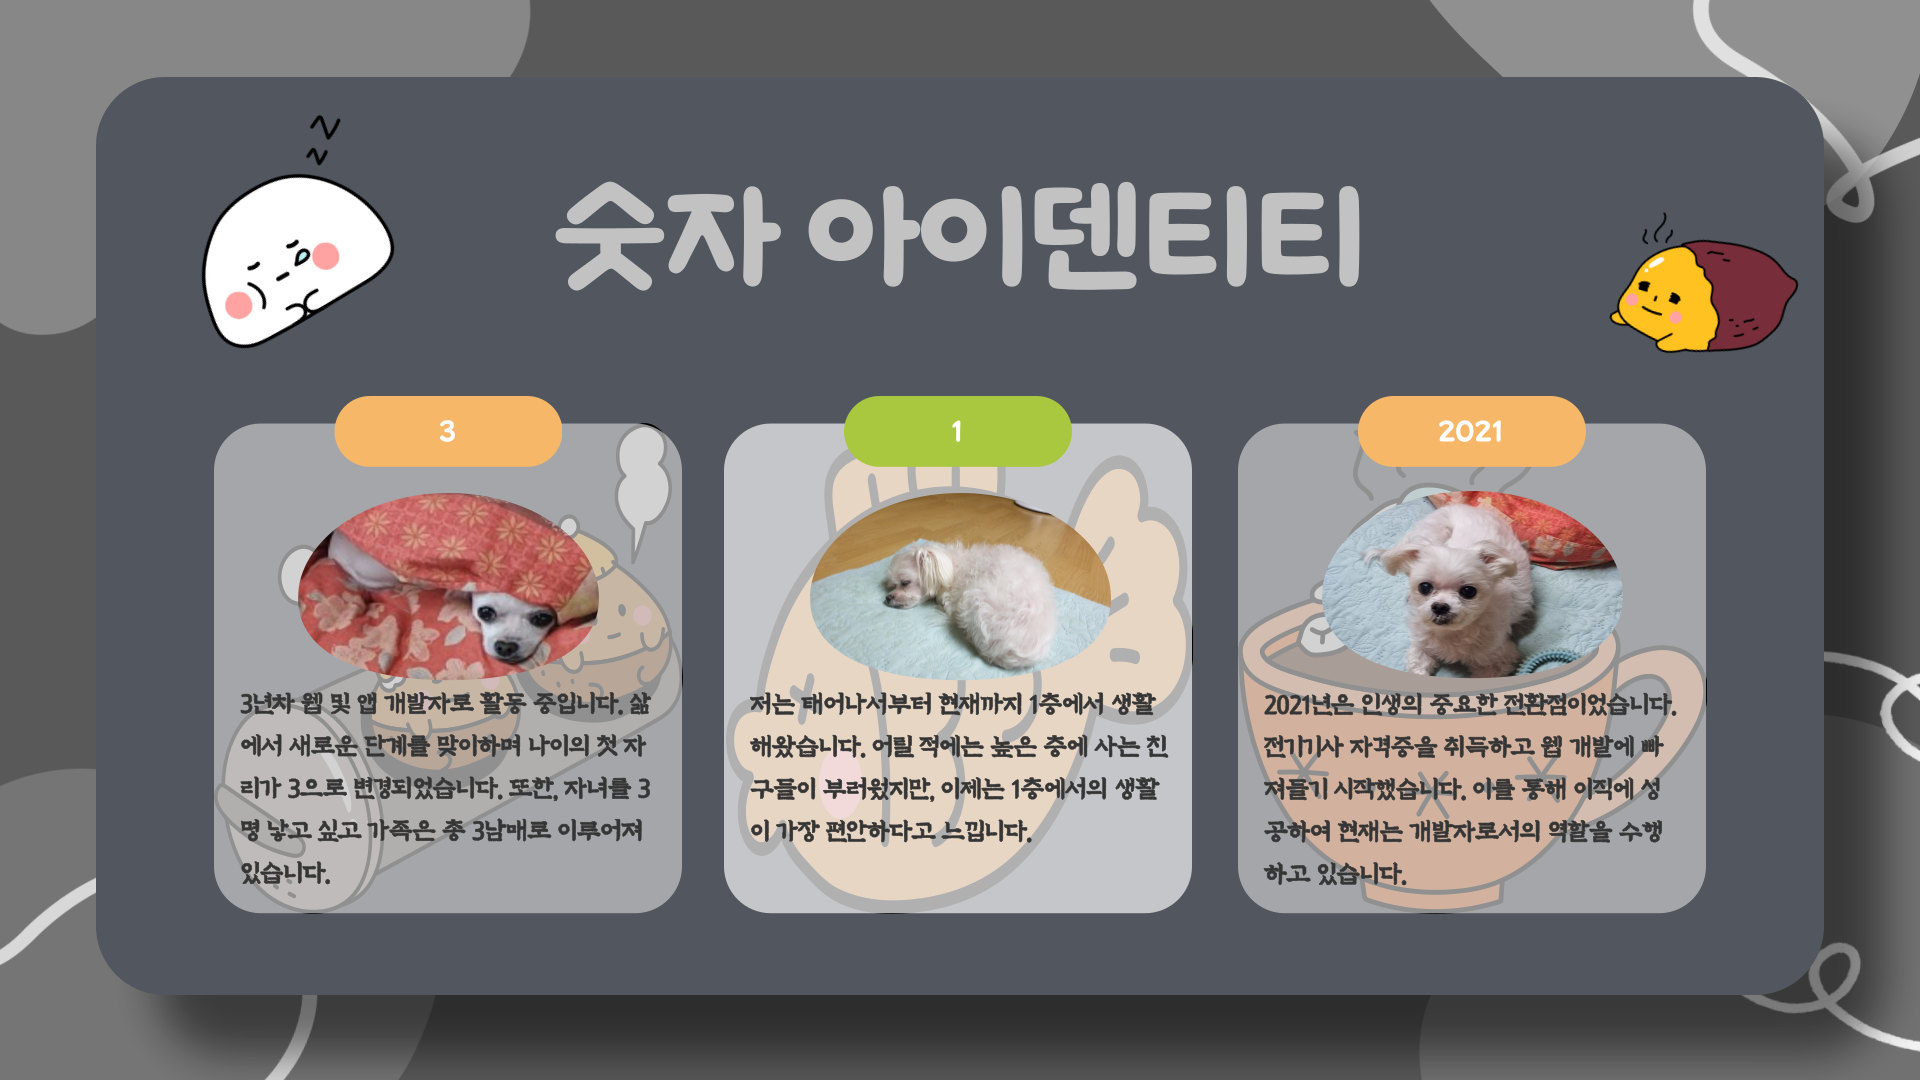 zz
숫자 아이덴티티
3
3년차 웹 및 앱 개발자로 활동 중입니다. 삶
에서 새로운 단계를 맞이하며 나이의 첫 자
리가 3으로 변경되었습니다. 또한, 자녀를 3
명 낳고 싶고 가족은 총 3남매로 이루어져
있습니다.
1
저는 태어나서부터 현재까지 1층에서 생활
해왔습니다. 어릴 적에는 높은 층에 사는 친
구들이 부러웠지만, 이제는 1층에서의 생활
이 가장 편안하다고 느낍니다.
2021
2021년은 인생의 중요한 전환점이었습니다.
전기기사 자격증을 취득하고 웹 개발에 빠
져들기 시작했습니다. 이를 통해 이직에 성
공하여 현재는 개발자로서의 역할을 수행
하고 있습니다.